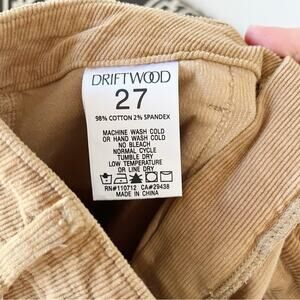 DRIFTWOOD
27
98% COTTON 2% SPANDEX
MACHINE WASH COLD
OR HAND WASH COLD
NO BLEACH
NORMAL CYCLE
TUMBLE DRY
LOW TEMPERATURE
OR LINE DRY
RN#110712 CA#29438
MADE IN CHINA